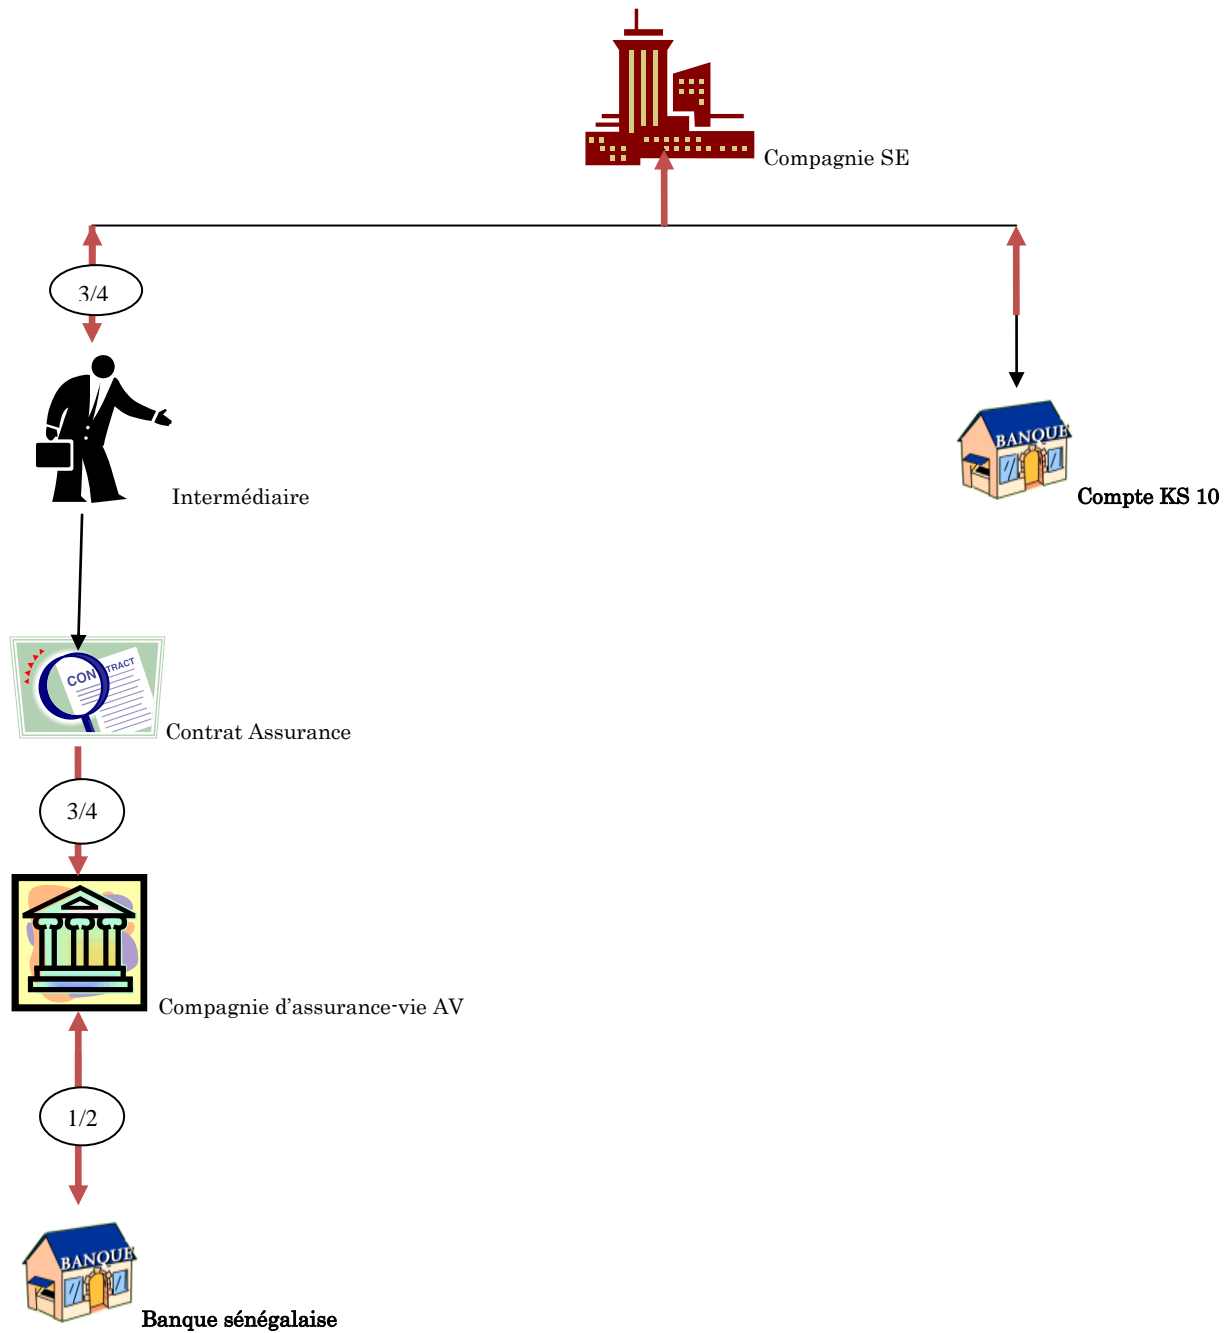 Compagnie SE
3/4
BANQUE
Intermédiaire
Compte KS 10
CONTRACT
Contrat Assurance
3/4
Compagnie d'assurance-vie AV
1/2
BANQUE
Banque sénégalaise